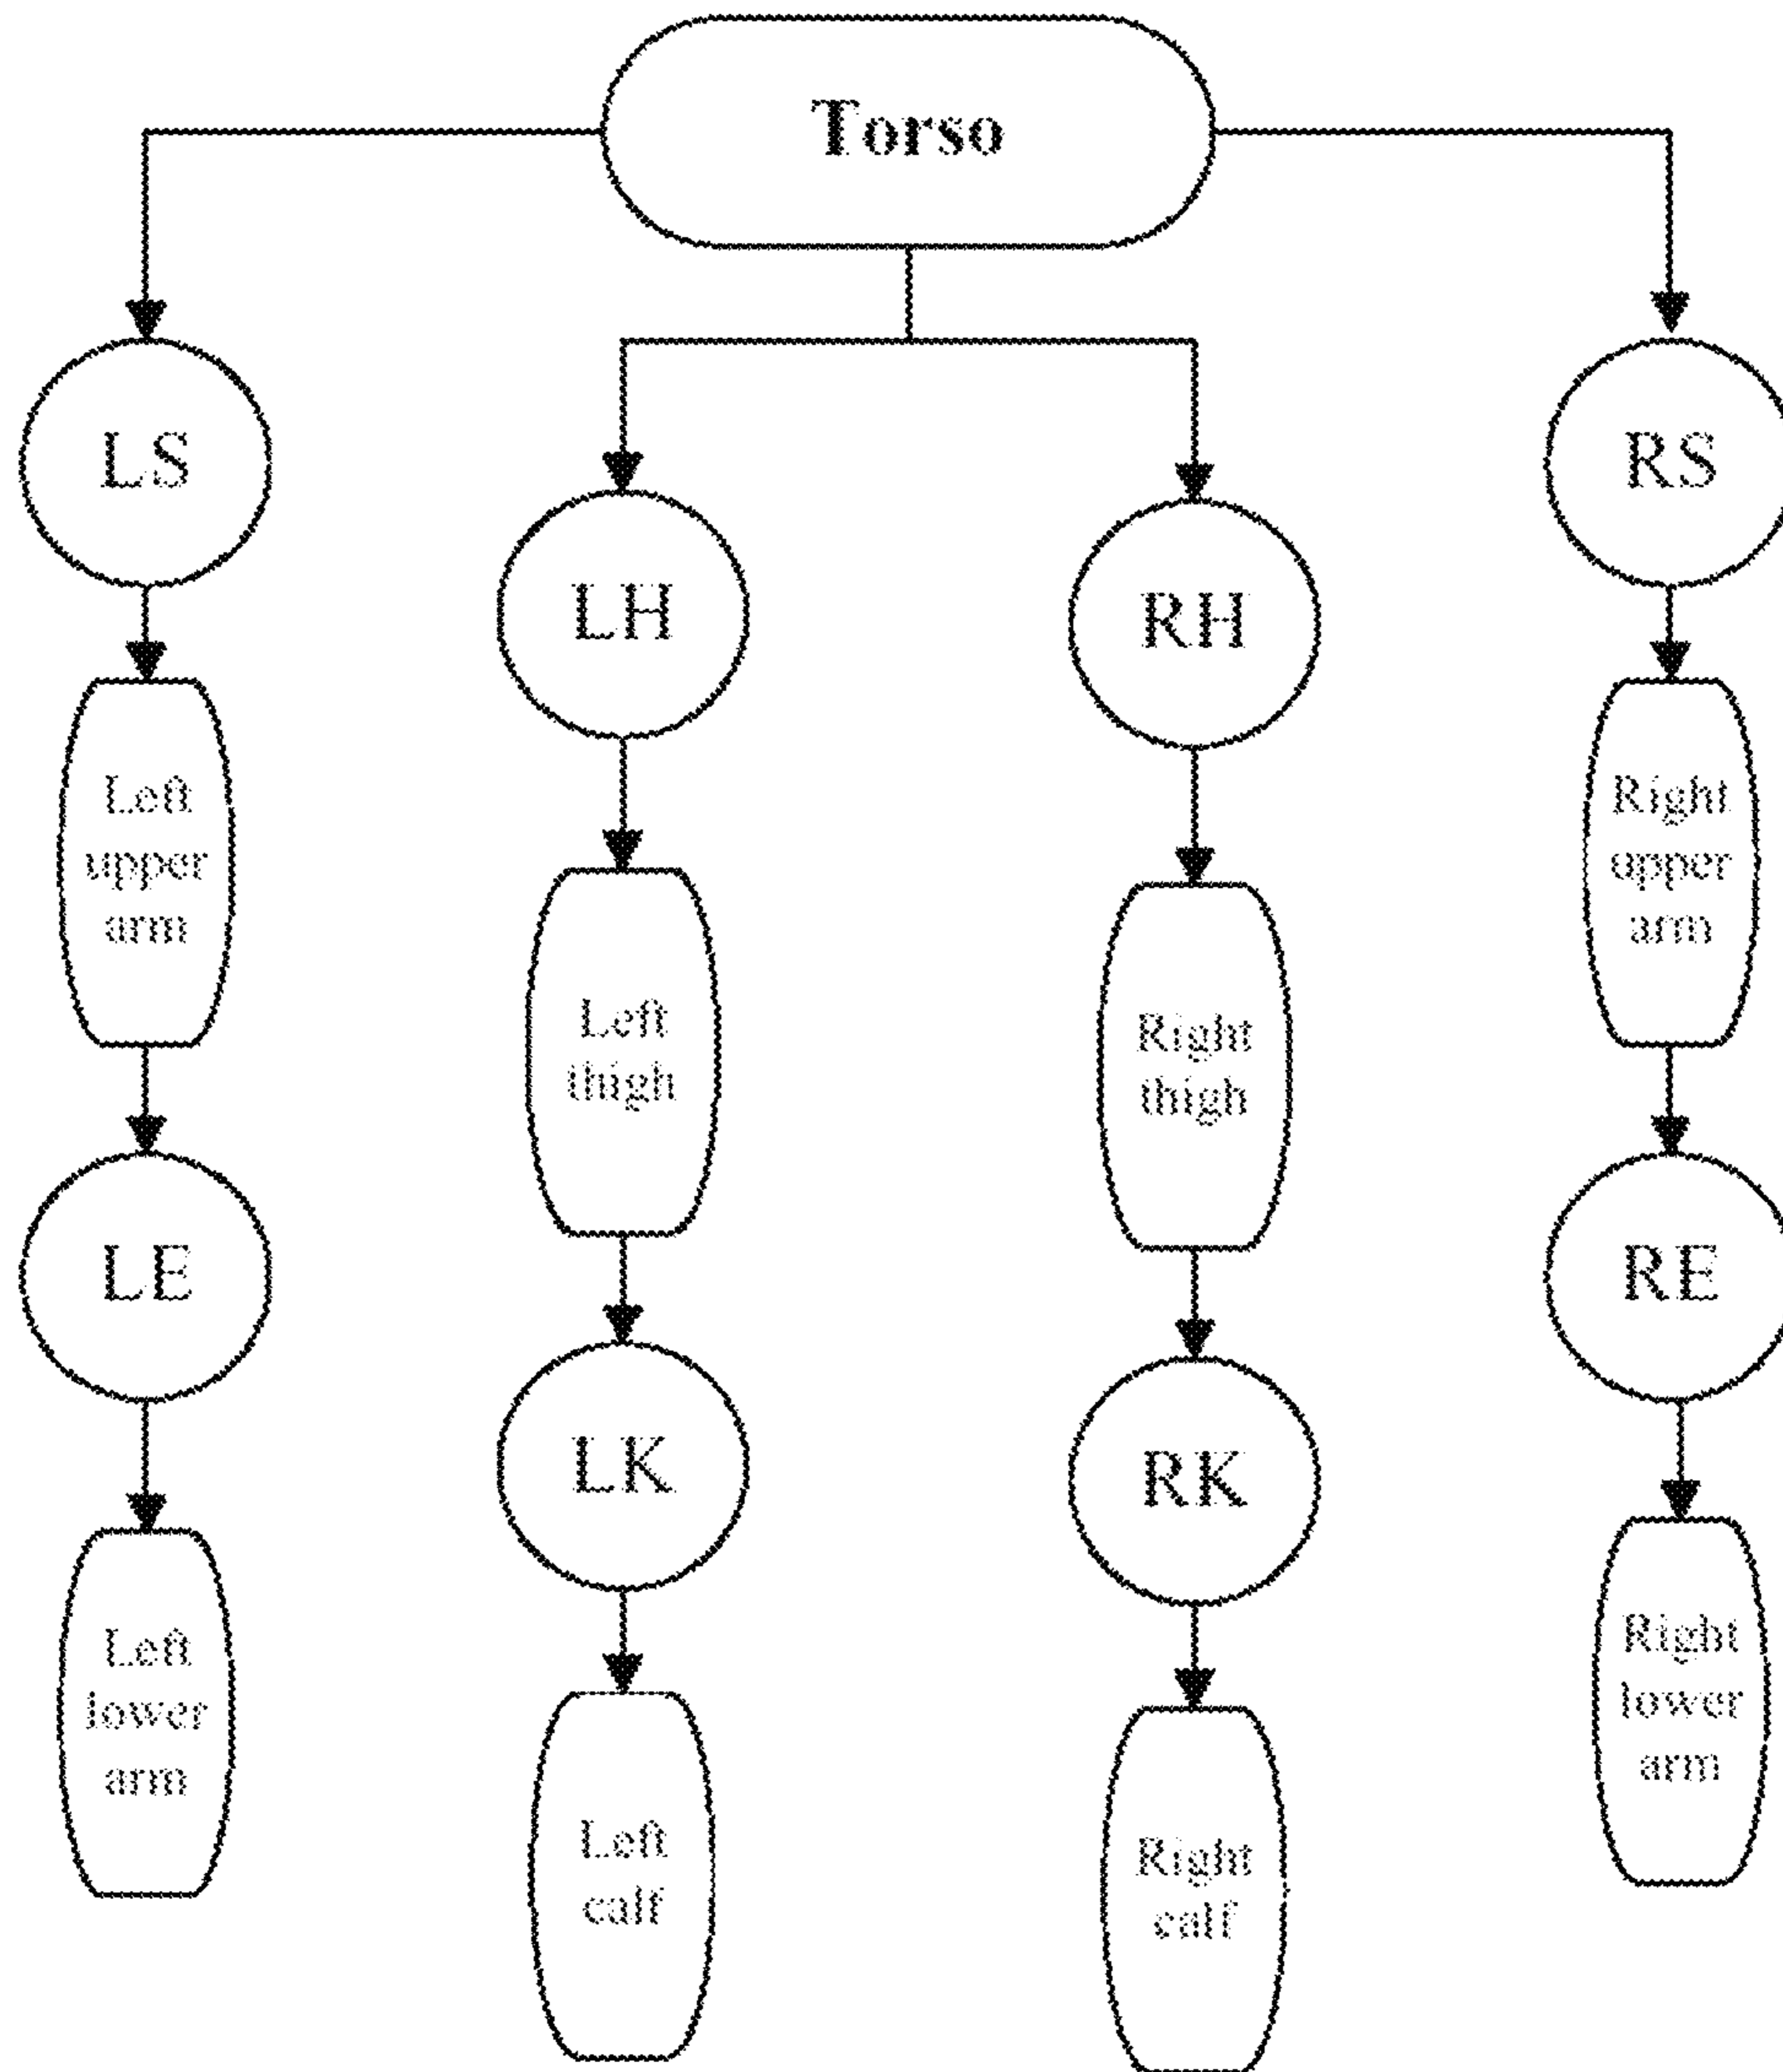 Torso
LS
RS
LH
RH
Left
upper
arm
Right
upper
arm
Left
thigh
Right
thigh
LE
RE
LK
RK
Left
lower
arm
Right
lower
arm
Left
calf
Right
calf